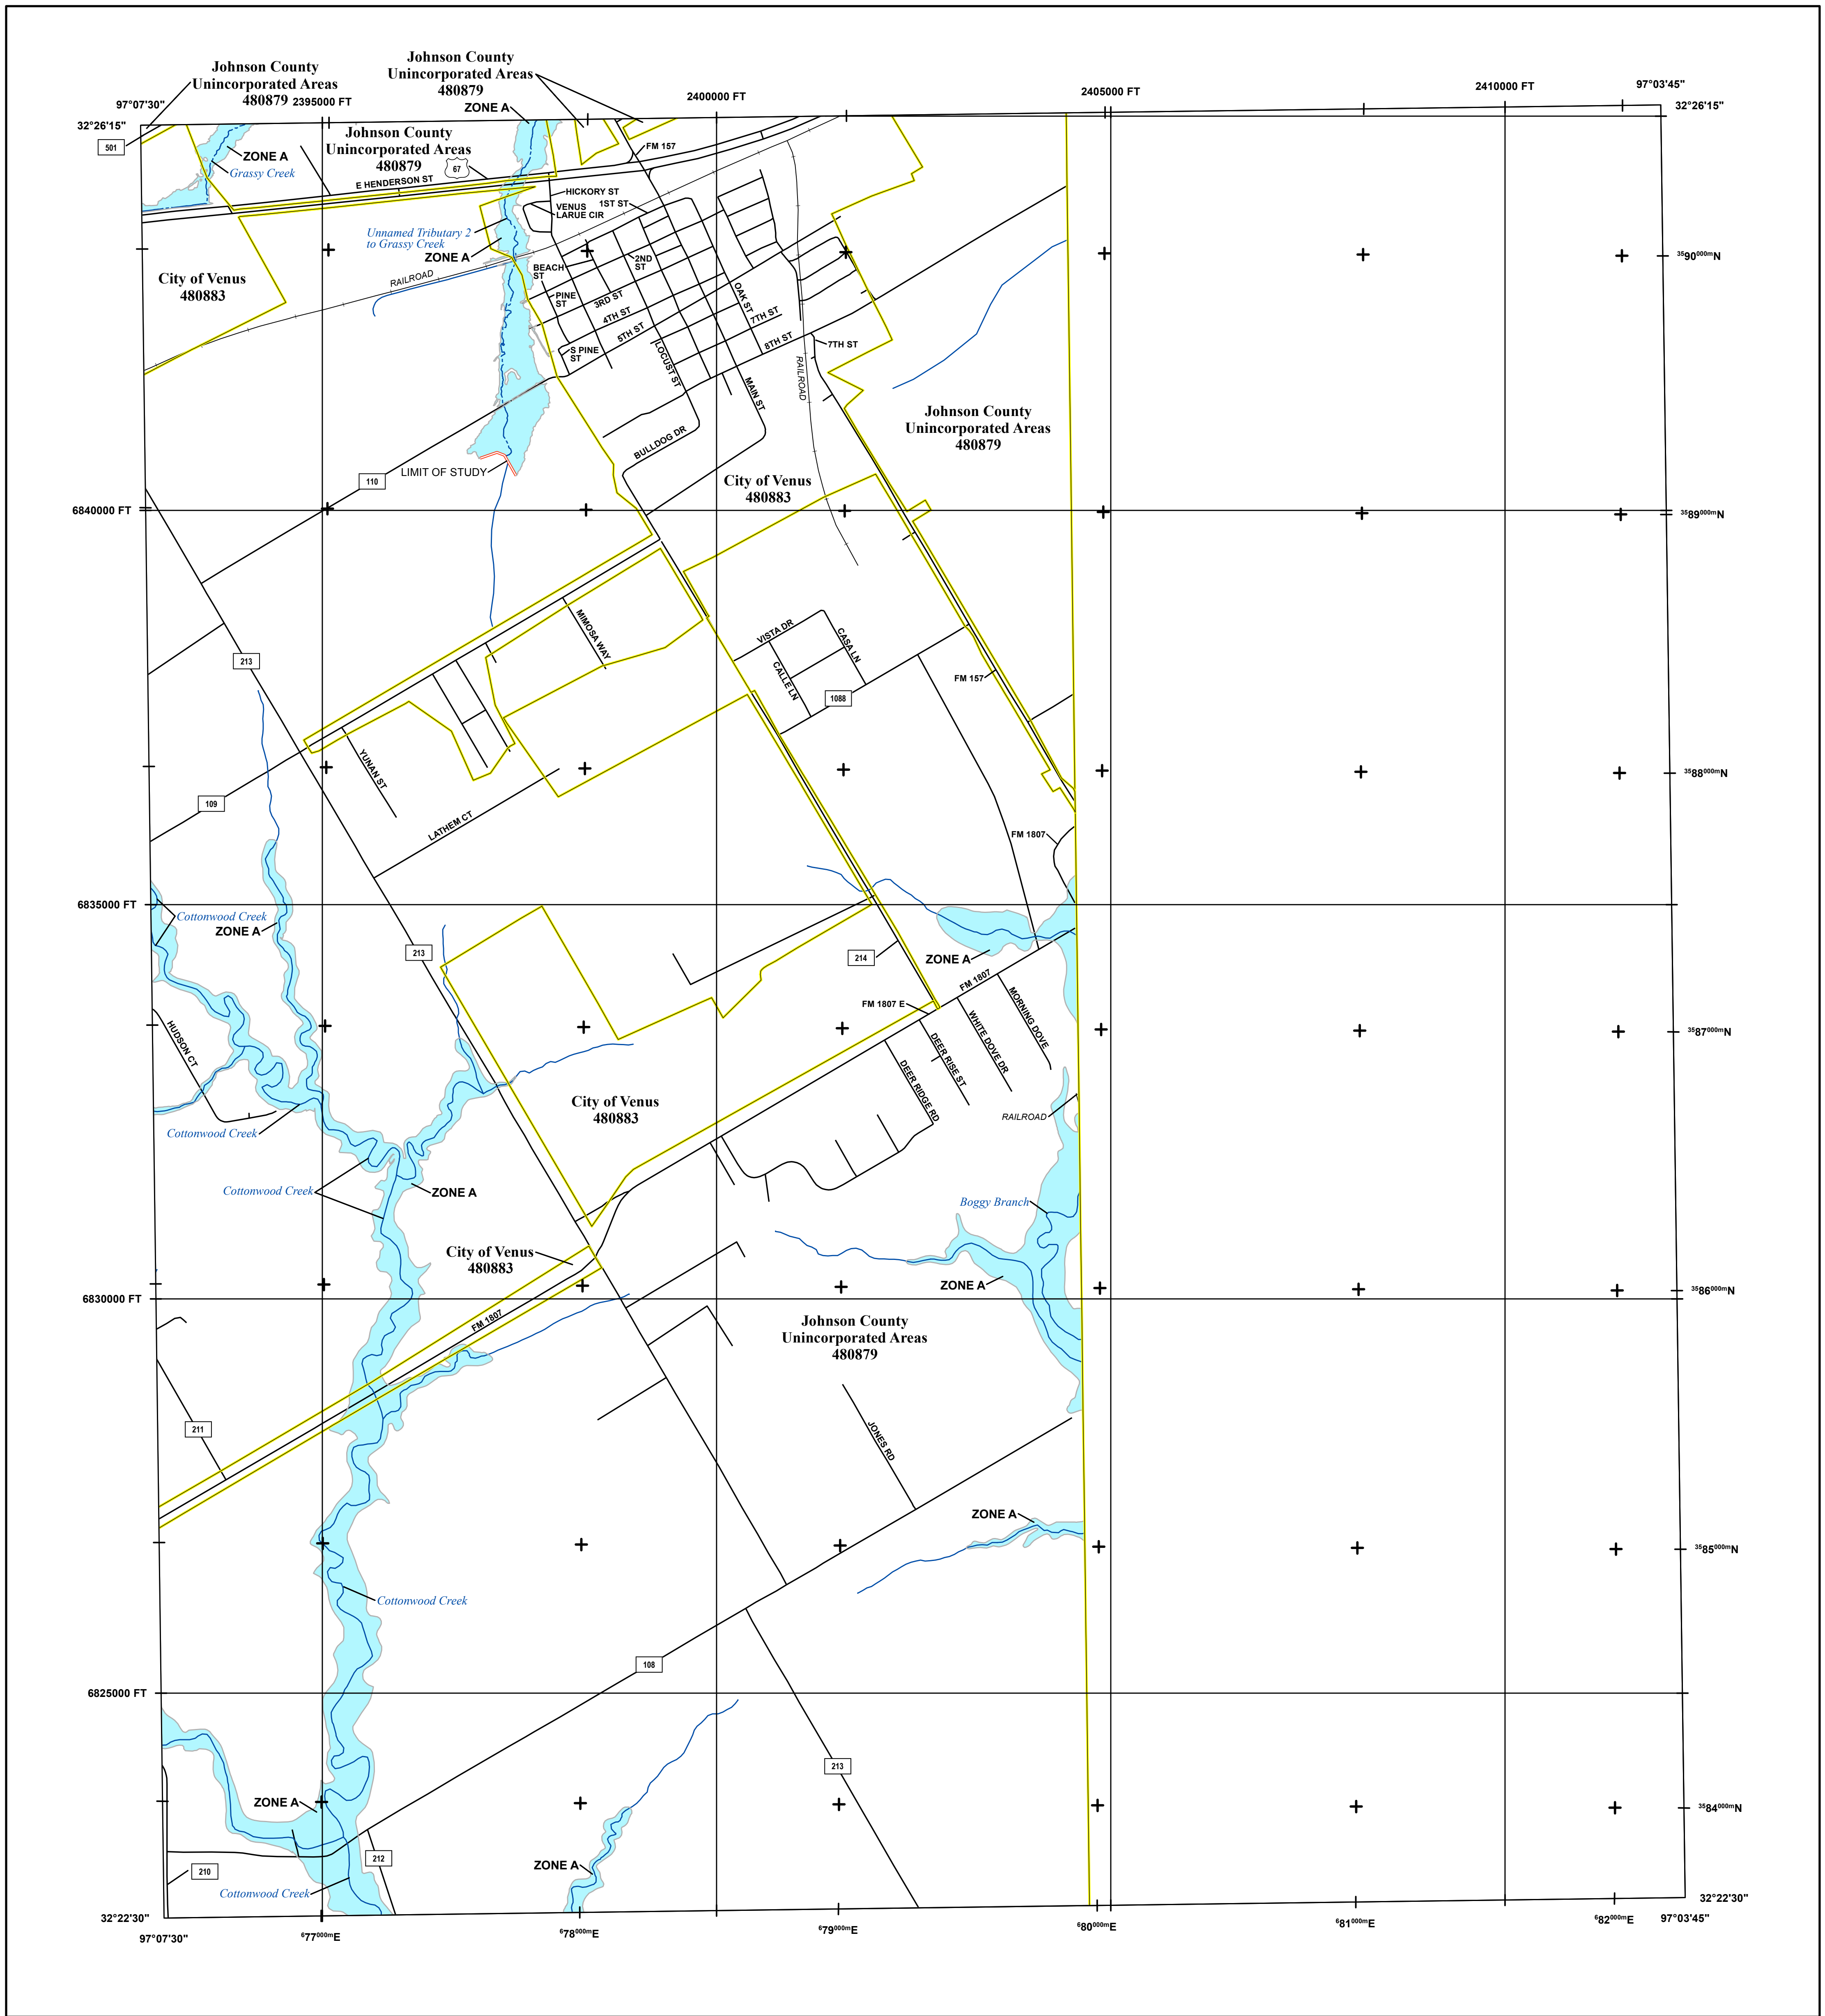 Johnson County
Unincorporated Areas
480879
Johnson County
Unincorporated Areas
480879
97°07'30"
2395000 FT
2400000 FT
2405000 FT
2410000 FT
97°03'45"
32°26'15"
32°26'15"
501
ZONE A
Grassy Creek
Johnson County
Unincorporated Areas
480879
ZONE A
67
E HENDERSON ST
FM 157
HICKORY ST
VENUS
LARUE CIR
1ST ST
Unnamed Tributary 2
to Grassy Creek
ZONE A
RAILROAD
City of Venus
480883
BEACH
ST
2ND
ST
PINE
ST
3RD ST
4TH ST
5TH ST
OAK ST
7TH ST
8TH ST
7TH ST
S PINE
ST
LOCUST ST
MAIN ST
RAILROAD
3590000mN
Johnson County
Unincorporated Areas
480879
BULLDOG DR
LIMIT OF STUDY
110
City of Venus
480883
6840000 FT
3589000mN
213
MIMOSA WAY
VISTA DR
CASA LN
CALLE LN
1088
FM 157
YUNAN ST
109
LATHEM CT
3588000mN
FM 1807
6835000 FT
Cottonwood Creek
ZONE A
213
214
ZONE A
FM 1807
FM 1807 E
HUDSON CT
MORNING DOVE
WHITE DOVE DR
DEER RISE ST
DEER RIDGE RD
3587000mN
City of Venus
480883
RAILROAD
Cottonwood Creek
Cottonwood Creek
ZONE A
Boggy Branch
City of Venus
480883
ZONE A
6830000 FT
3586000mN
FM 1807
Johnson County
Unincorporated Areas
480879
211
JONES RD
ZONE A
3585000mN
Cottonwood Creek
108
6825000 FT
213
ZONE A
3584000mN
210
212
ZONE A
Cottonwood Creek
32°22'30"
32°22'30"
97°07'30"
677000mE
678000mE
679000mE
680000mE
681000mE
682000mE
97°03'45"